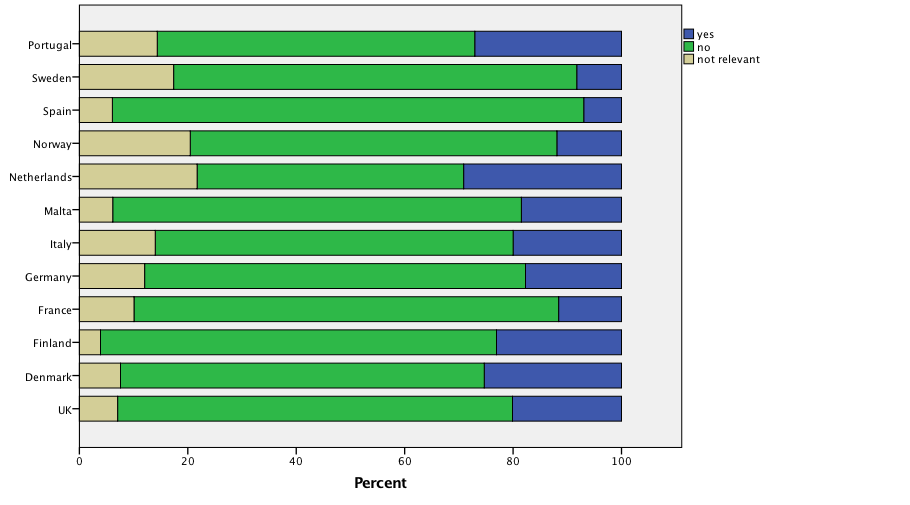 Portugal
Sweden
Spain
Norway
Netherlands
Malta
Italy
Germany
France
Finland
Denmark
UK
0 20 40 60 80 100
Percent
yes
no
not relevant